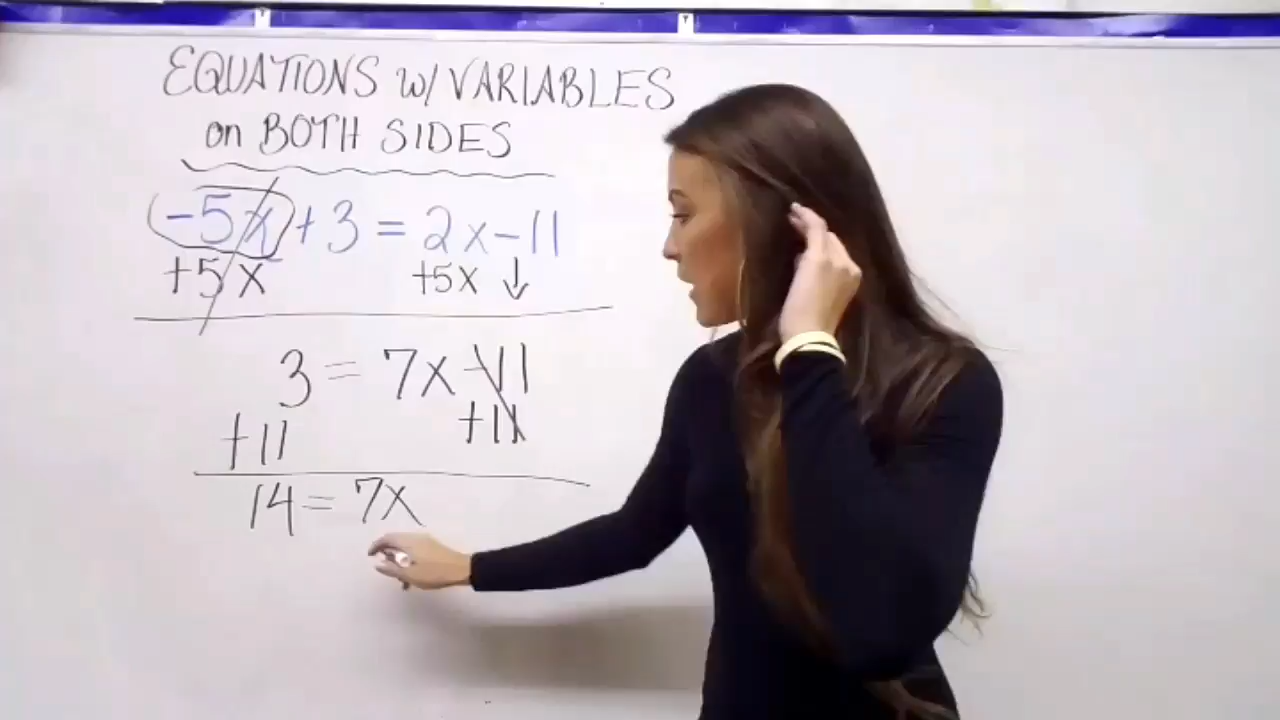 EQUATIONS W/ VARIABLES
on BOTH SIDES
-5x + 3 = 2x - 11
+5x +5x ↓
3 = 7x - 11
+11 +11
14 = 7x